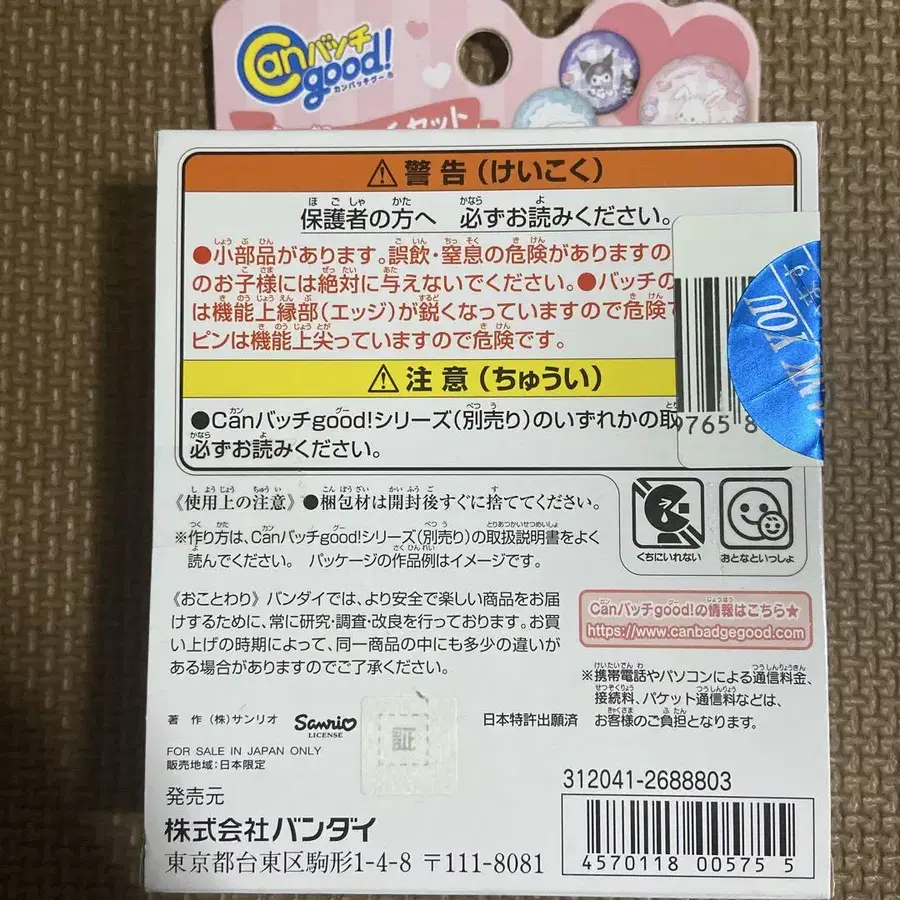 Canバッチ
good!
カンバッチグー®
セット
⚠警告(けいこく)
保護者の方へ 必ずお読みください。
●小部品があります。誤飲・窒息の危険がありますの
のお子様には絶対に与えないでください。●バッチの
は機能上縁部(エッジ)が鋭くなっていますので危険で
ピンは機能上尖っていますので危険です。
⚠注意(ちゅうい)
●Canバッチgood!シリーズ(別売り)のいずれかの取
必ずお読みください。
9765 8
YOU
《使用上の注意》●梱包材は開封後すぐに捨ててください。
※作り方は、Canバッチgood!シリーズ(別売り)の取扱説明書をよく
読んでください。 パッケージの作品例はイメージです。
くちにいれない
おとなといっしょ
《おことわり》バンダイでは、より安全で楽しい商品をお届
けするために、常に研究・調査・改良を行っております。お買
い上げの時期によって、同一商品の中にも多少の違いが
ある場合がありますのでご了承ください。
Canバッチgood!の情報はこちら★
https://www.canbadgegood.com
※携帯電話やパソコンによる通信料金、
接続料、パケット通信料などは、
お客様のご負担となります。
著 作 (株)サンリオ
Sanrio
LICENSE
証
日本特許出願済
FOR SALE IN JAPAN ONLY
販売地域:日本限定
312041-2688803
発売元
株式会社バンダイ
東京都台東区駒形1-4-8 〒111-8081
4570118 00575 5